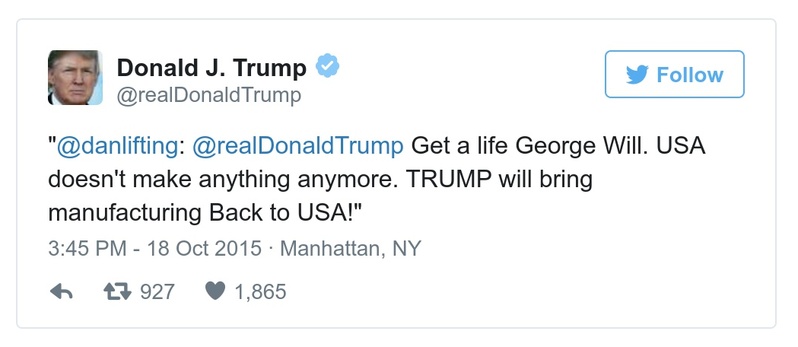 Donald J. Trump
@realDonaldTrump
Follow
"@danlifting: @realDonaldTrump Get a life George Will. USA
doesn't make anything anymore. TRUMP will bring
manufacturing Back to USA!"
3:45 PM - 18 Oct 2015 · Manhattan, NY
927 1,865